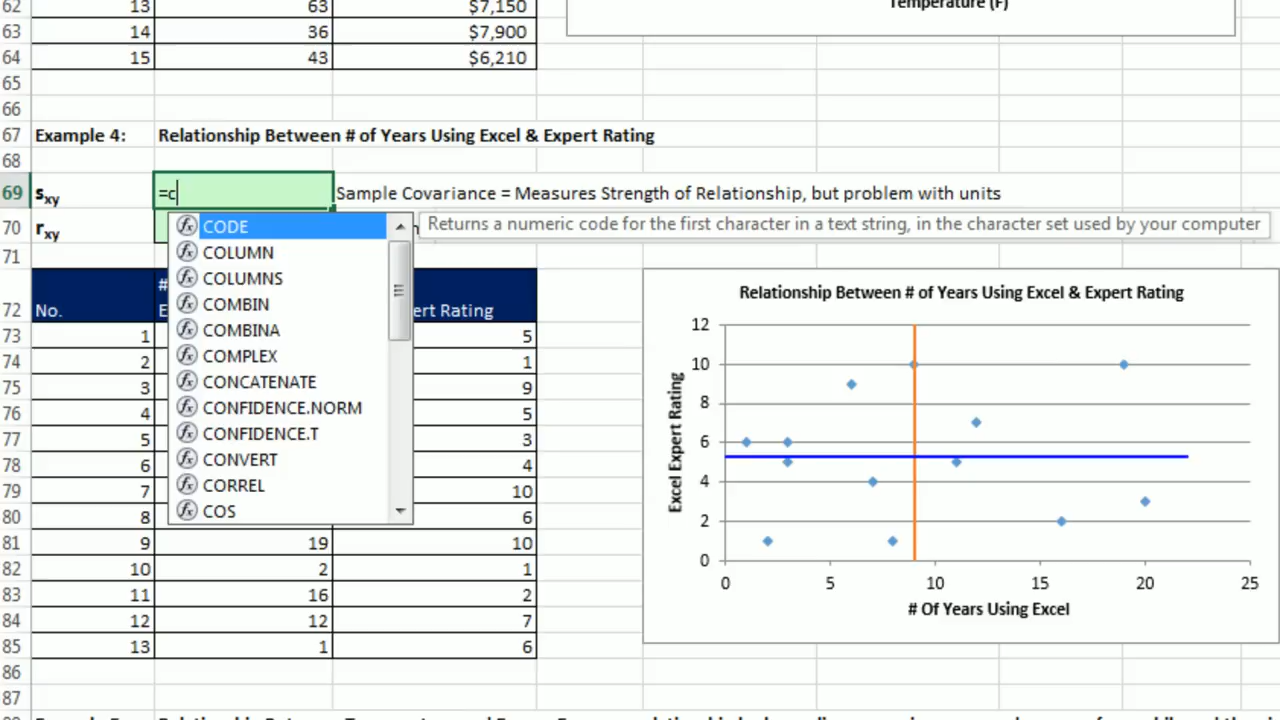 62 13 63 $7,150
Temperature (F)
63 14 36 $7,900
64 15 43 $6,210
65
66
67 Example 4: Relationship Between # of Years Using Excel & Expert Rating
68
69 sxy =c Sample Covariance = Measures Strength of Relationship, but problem with units
70 rxy
CODE Returns a numeric code for the first character in a text string, in the character set used by your computer
COLUMN
COLUMNS
COMBIN
COMBINA
COMPLEX
CONCATENATE
CONFIDENCE.NORM
CONFIDENCE.T
CONVERT
CORREL
COS
71
72 No. # E ert Rating
73 1 5
74 2 1
75 3 9
76 4 5
77 5 3
78 6 4
79 7 10
80 8 6
81 9 19 10
82 10 2 1
83 11 16 2
84 12 12 7
85 13 1 6
86
87
Relationship Between # of Years Using Excel & Expert Rating
Excel Expert Rating
12
10
8
6
4
2
0
0 5 10 15 20 25
# Of Years Using Excel